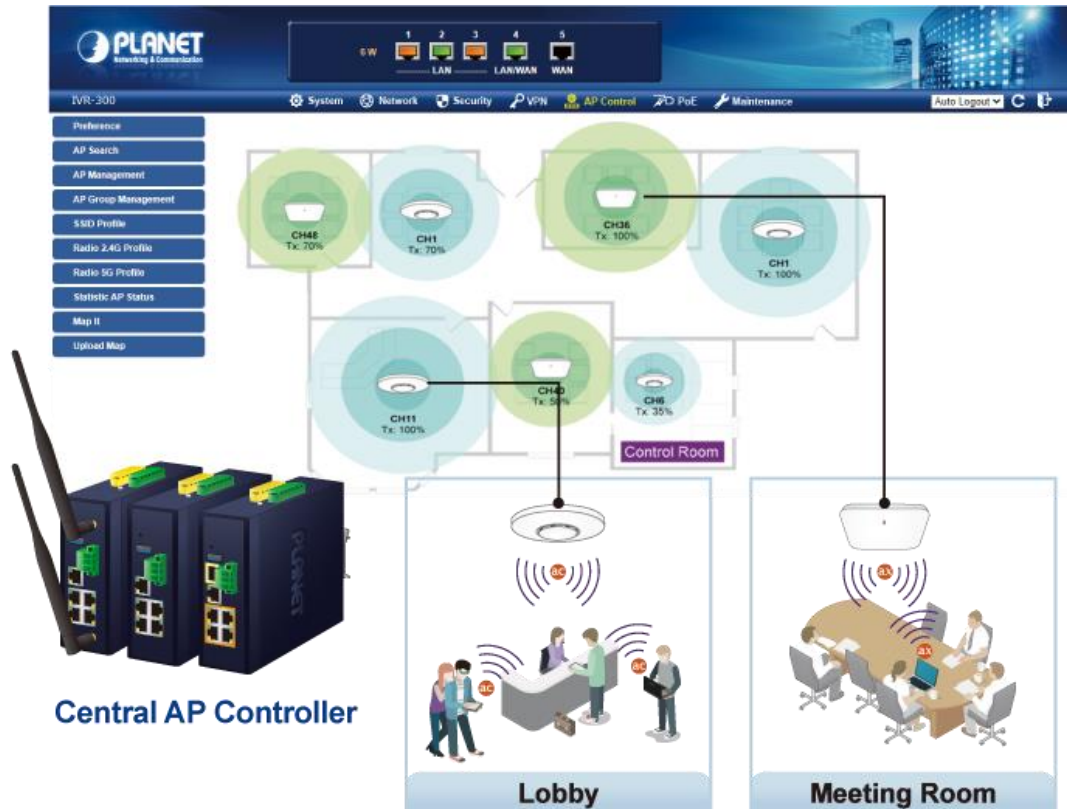 PLANET
Networking & Communication
1 2 3 4 5
6 W
LAN LAN/WAN WAN
IVR-300
System Network Security VPN AP Control PoE Maintenance
Auto Logout
Preference
AP Search
AP Management
AP Group Management
SSID Profile
Radio 2.4G Profile
Radio 5G Profile
Statistic AP Status
Map It
Upload Map
CH48
Tx: 70%
CH1
Tx: 70%
CH36
Tx: 100%
CH1
Tx: 100%
CH11
Tx: 100%
CH40
Tx: 50%
CH6
Tx: 35%
Control Room
PLANET
Central AP Controller
ac
ac
ac
Lobby
ax
ax
Meeting Room